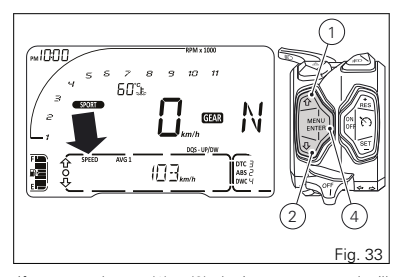 1
RPM x 1000
PM 10:00
1 2 3 4 5 6 7 8 9 10 11
60°c
SPORT
0 km/h
GEAR N
DQS - UP/DW
SPEED AVG 1
103 km/h
DTC 3
ABS 2
DWC 4
F
E
MENU
ENTER
ON
OFF
RES
SET
OFF
2
4
Fig. 33